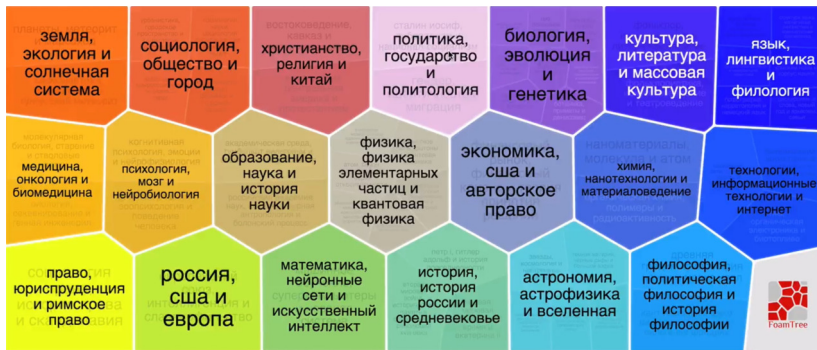 земля,
экология и
солнечная
система
социология,
общество и
город
христианство,
религия и
китай
политика,
государство
и
политология
биология,
эволюция
и
генетика
культура,
литература
и массовая
культура
язык,
лингвистика
и
филология
медицина,
онкология и
биомедицина
психология,
мозг и
нейробиология
образование,
наука и
история
науки
физика,
физика
элементарных
частиц и
квантовая
физика
экономика,
сша и
авторское
право
химия,
нанотехнологии и
материаловедение
технологии,
информационные
технологии и
интернет
право,
юриспруденция
и римское
право
россия,
сша и
европа
математика,
нейронные
сети и
искусственный
интеллект
история,
история
россии и
средневековье
астрономия,
астрофизика
и вселенная
философия,
политическая
философия и
история
философии
FoamTree